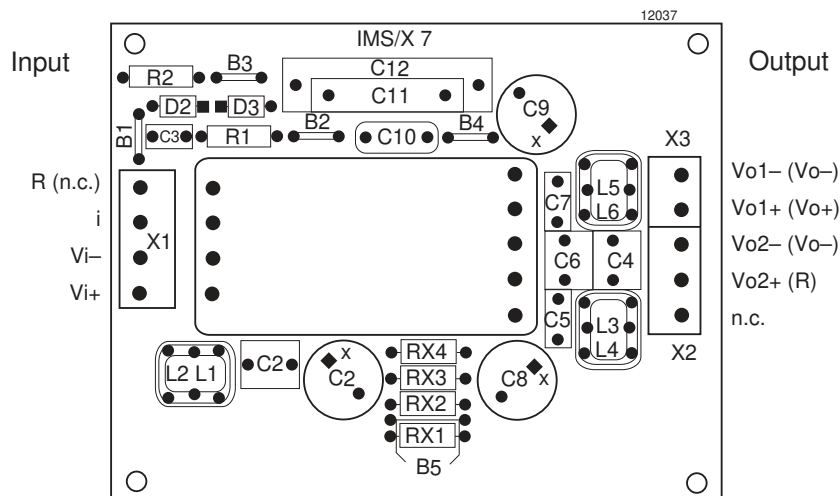 12037
IMS/X 7
Input
Output
R2
B3
C12
C11
C9
x
D2
D3
B1
C3
R1
B2
C10
B4
X3
R (n.c.)
i
Vi–
Vi+
X1
C7
L5
L6
Vo1– (Vo–)
Vo1+ (Vo+)
Vo2– (Vo–)
Vo2+ (R)
n.c.
C6
C4
C5
L3
L4
X2
L2 L1
C2
x
C2
RX4
RX3
RX2
RX1
B5
C8
x